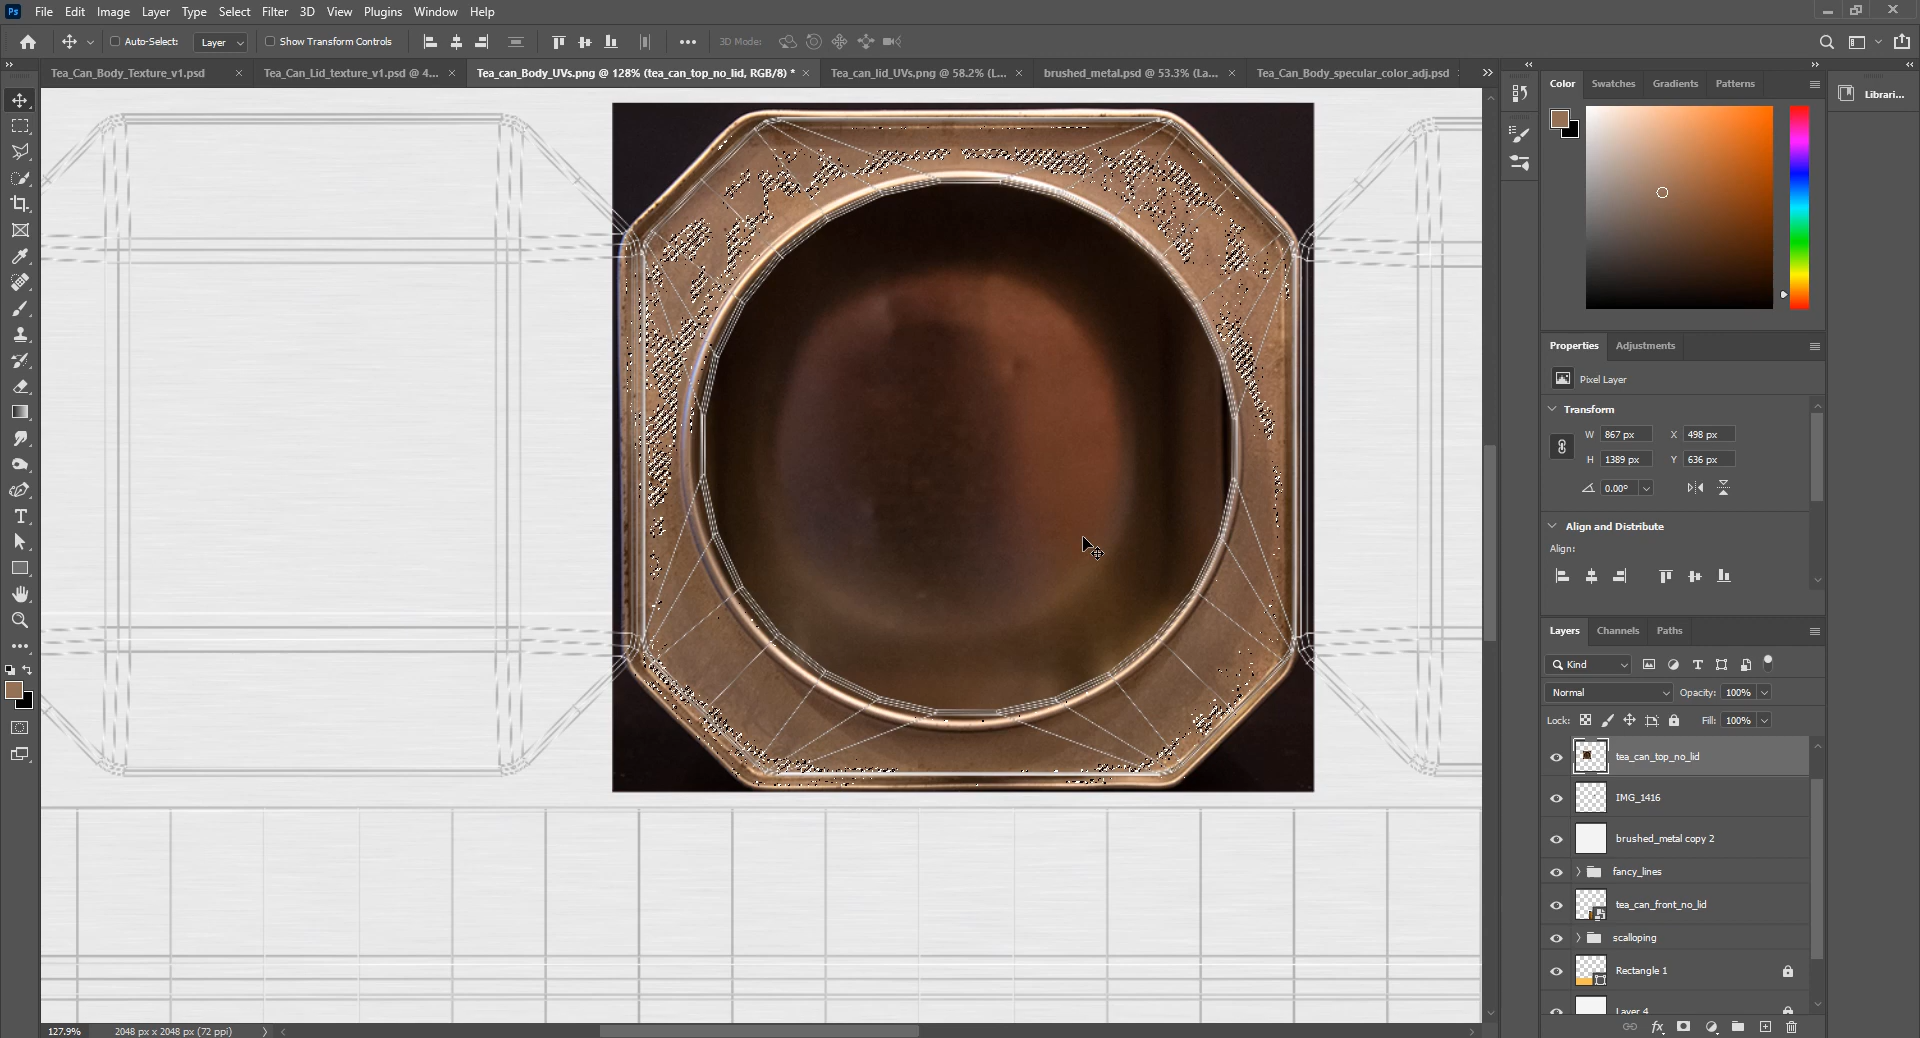 Ps File Edit Image Layer Type Select Filter 3D View Plugins Window Help
Auto-Select: Layer Show Transform Controls 3D Mode:
Tea_Can_Body_Texture_v1.psd × Tea_Can_Lid_texture_v1.psd @ 4... × Tea_can_Body_UVs.png @ 128% (tea_can_top_no_lid, RGB/8) * × Tea_can_lid_UVs.png @ 58.2% (L... × brushed_metal.psd @ 53.3% (La... × Tea_Can_Body_specular_color_adj.psd
Color Swatches Gradients Patterns
Librari...
Properties Adjustments
Pixel Layer
Transform
W 867 px X 498 px
H 1389 px Y 636 px
0.00°
Align and Distribute
Align:
Layers Channels Paths
Kind
Normal Opacity: 100%
Lock: Fill: 100%
tea_can_top_no_lid
IMG_1416
brushed_metal copy 2
fancy_lines
tea_can_front_no_lid
scalloping
Rectangle 1
Layer 4
fx
127.9% 2048 px x 2048 px (72 ppi)